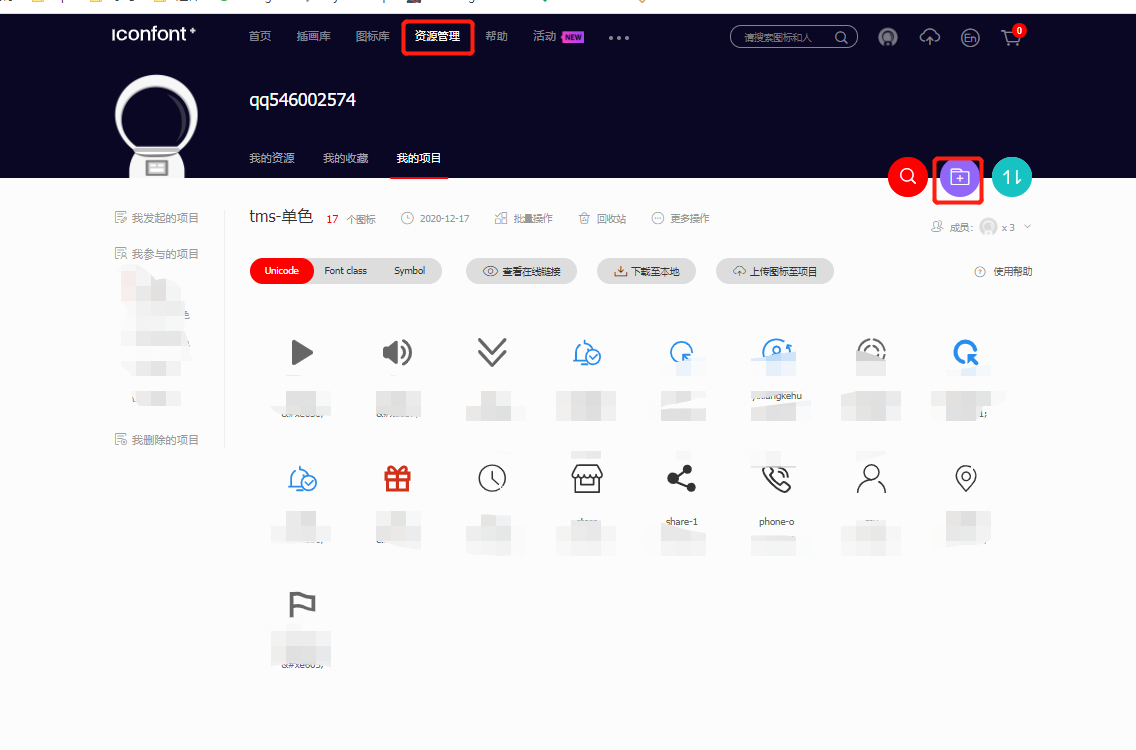 iconfont+ 首页 插画库 图标库 资源管理 帮助 活动 NEW 请搜索图标和人 En 0
qq546002574
我的资源 我的收藏 我的项目
我发起的项目
我参与的项目
我删除的项目
tms-单色 17 个图标 2020-12-17 批量操作 回收站 更多操作
成员: x 3
Unicode Font class Symbol 查看在线链接 下载至本地 上传图标至项目 使用帮助
share-1 phone-o